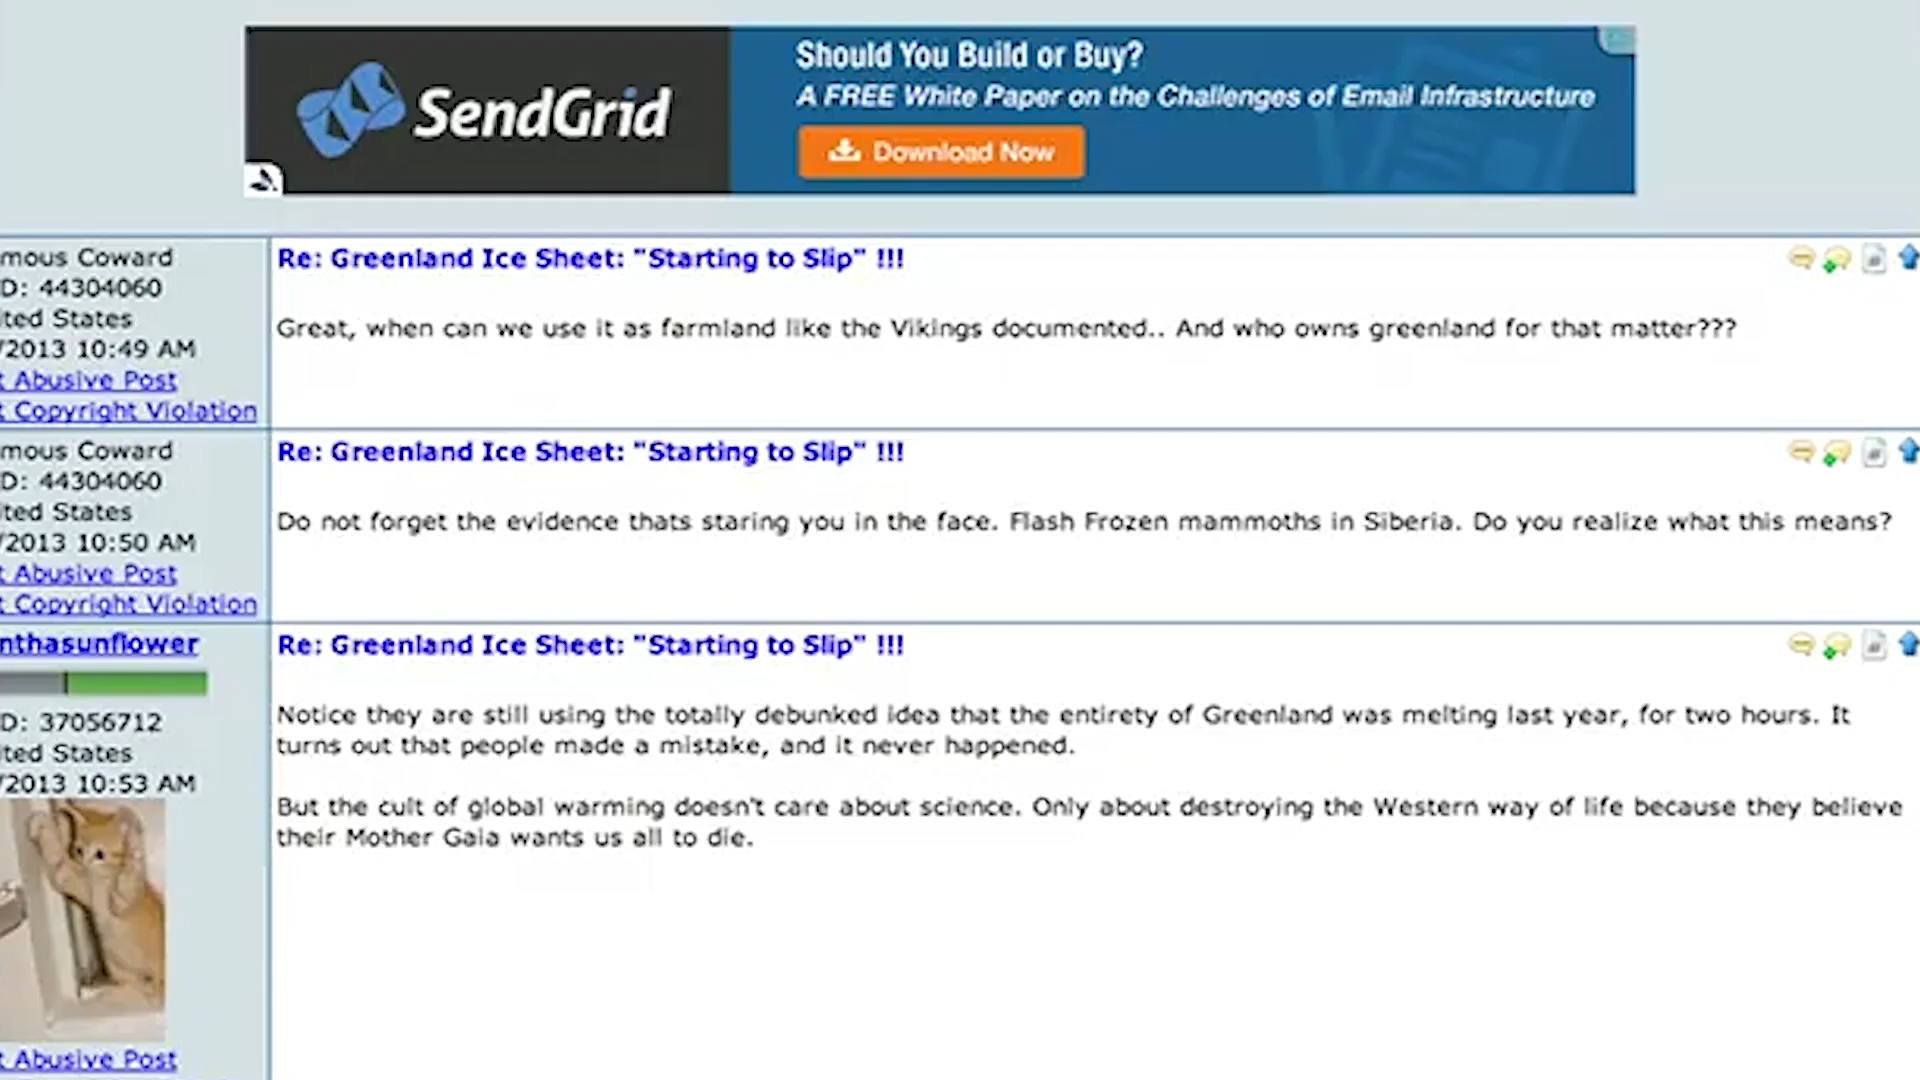 SendGrid
Should You Build or Buy?
A FREE White Paper on the Challenges of Email Infrastructure
Download Now
mous Coward
D: 44304060
ted States
/2013 10:49 AM
t Abusive Post
t Copyright Violation
Re: Greenland Ice Sheet: "Starting to Slip" !!!
Great, when can we use it as farmland like the Vikings documented.. And who owns greenland for that matter???
mous Coward
D: 44304060
ted States
/2013 10:50 AM
t Abusive Post
t Copyright Violation
Re: Greenland Ice Sheet: "Starting to Slip" !!!
Do not forget the evidence thats staring you in the face. Flash Frozen mammoths in Siberia. Do you realize what this means?
nthasunflower
D: 37056712
ted States
/2013 10:53 AM
t Abusive Post
Re: Greenland Ice Sheet: "Starting to Slip" !!!
Notice they are still using the totally debunked idea that the entirety of Greenland was melting last year, for two hours. It
turns out that people made a mistake, and it never happened.
But the cult of global warming doesn't care about science. Only about destroying the Western way of life because they believe
their Mother Gaia wants us all to die.